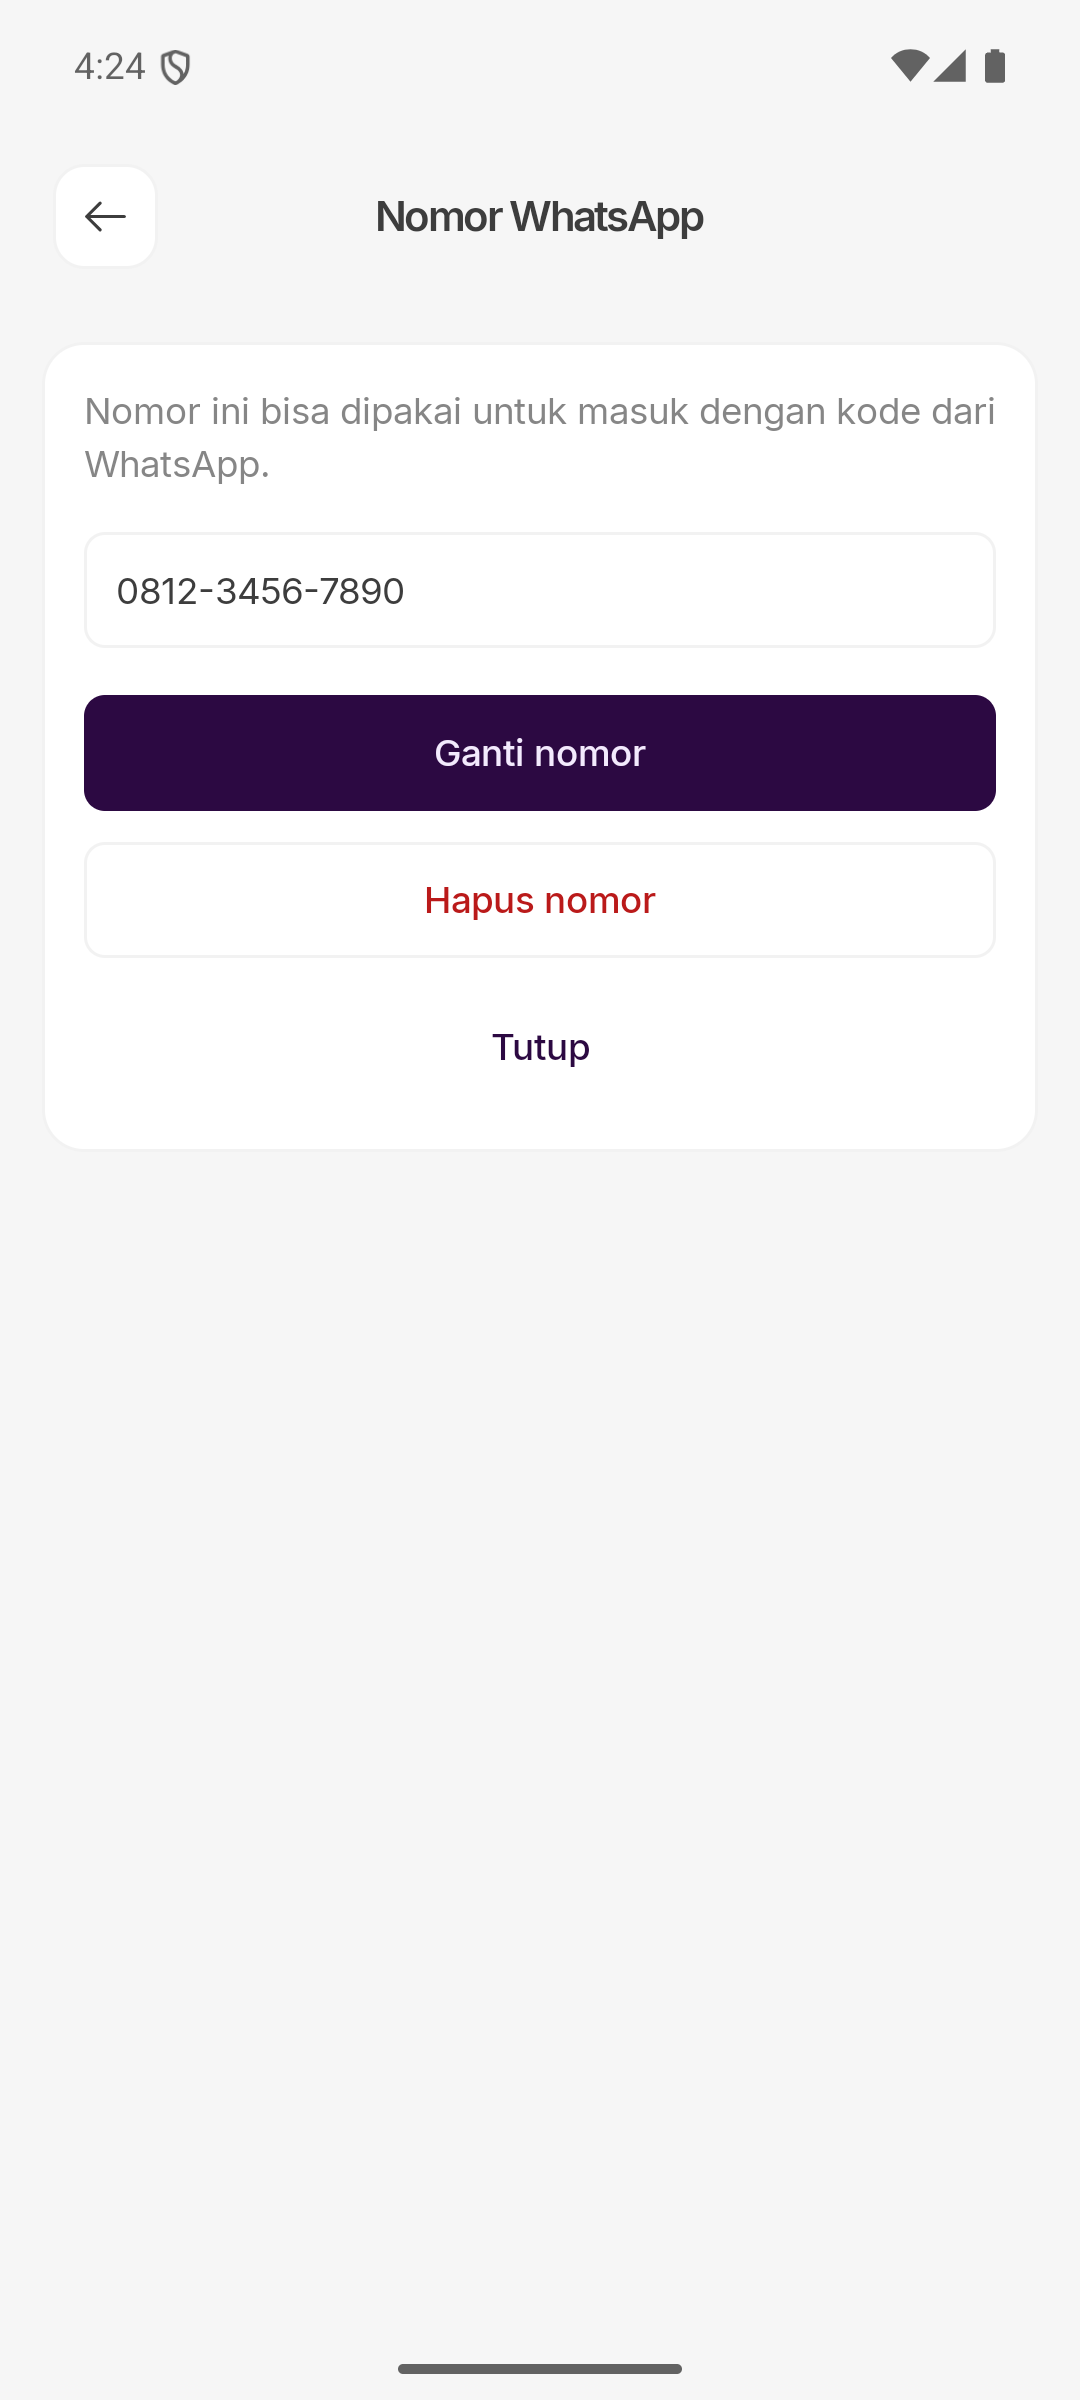 4:24
Nomor WhatsApp
Nomor ini bisa dipakai untuk masuk dengan kode dari
WhatsApp.
0812-3456-7890
Ganti nomor
Hapus nomor
Tutup